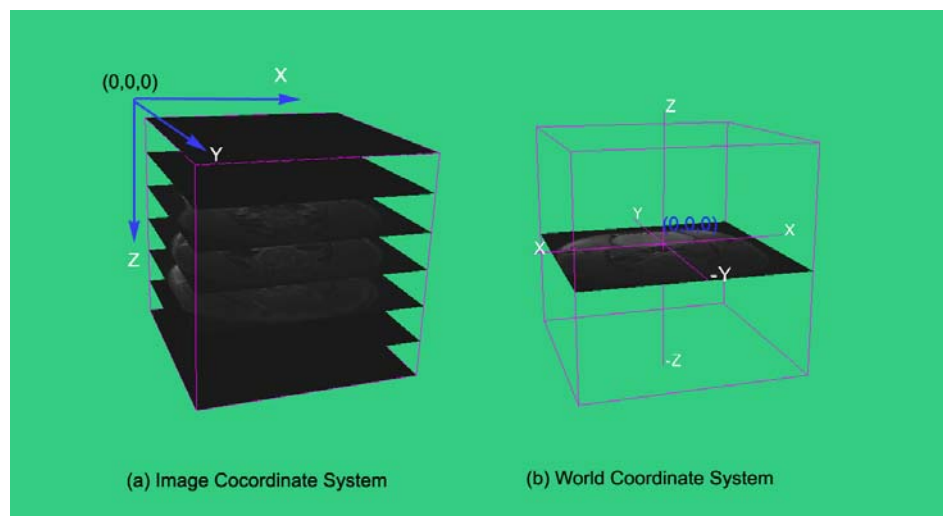 (0,0,0)
X
Y
Z
(a) Image Cocordinate System
Z
Y
(0,0,0)
X
X
-Y
-Z
(b) World Coordinate System